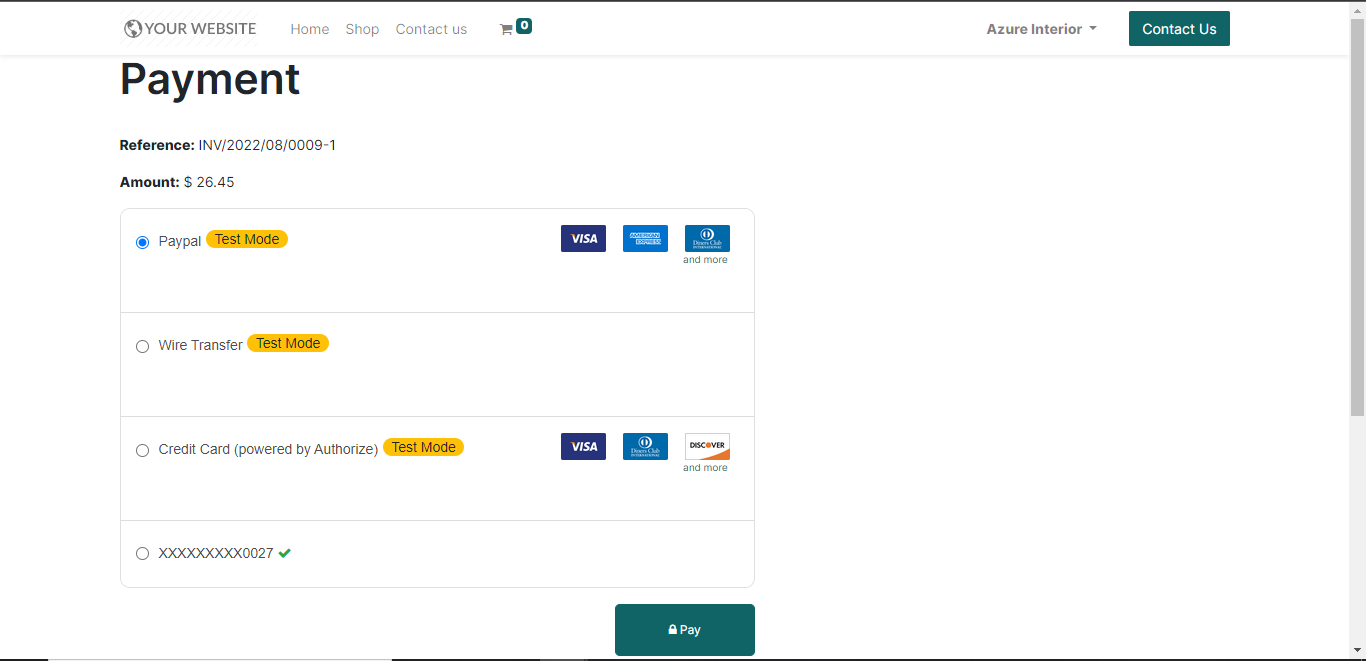 YOUR WEBSITE Home Shop Contact us 0 Azure Interior Contact Us
Payment
Reference: INV/2022/08/0009-1
Amount: $ 26.45
Paypal Test Mode VISA AMERICAN EXPRESS Diners Club INTERNATIONAL
and more
Wire Transfer Test Mode
Credit Card (powered by Authorize) Test Mode VISA Diners Club INTERNATIONAL DISCOVER
and more
XXXXXXXXX0027
Pay